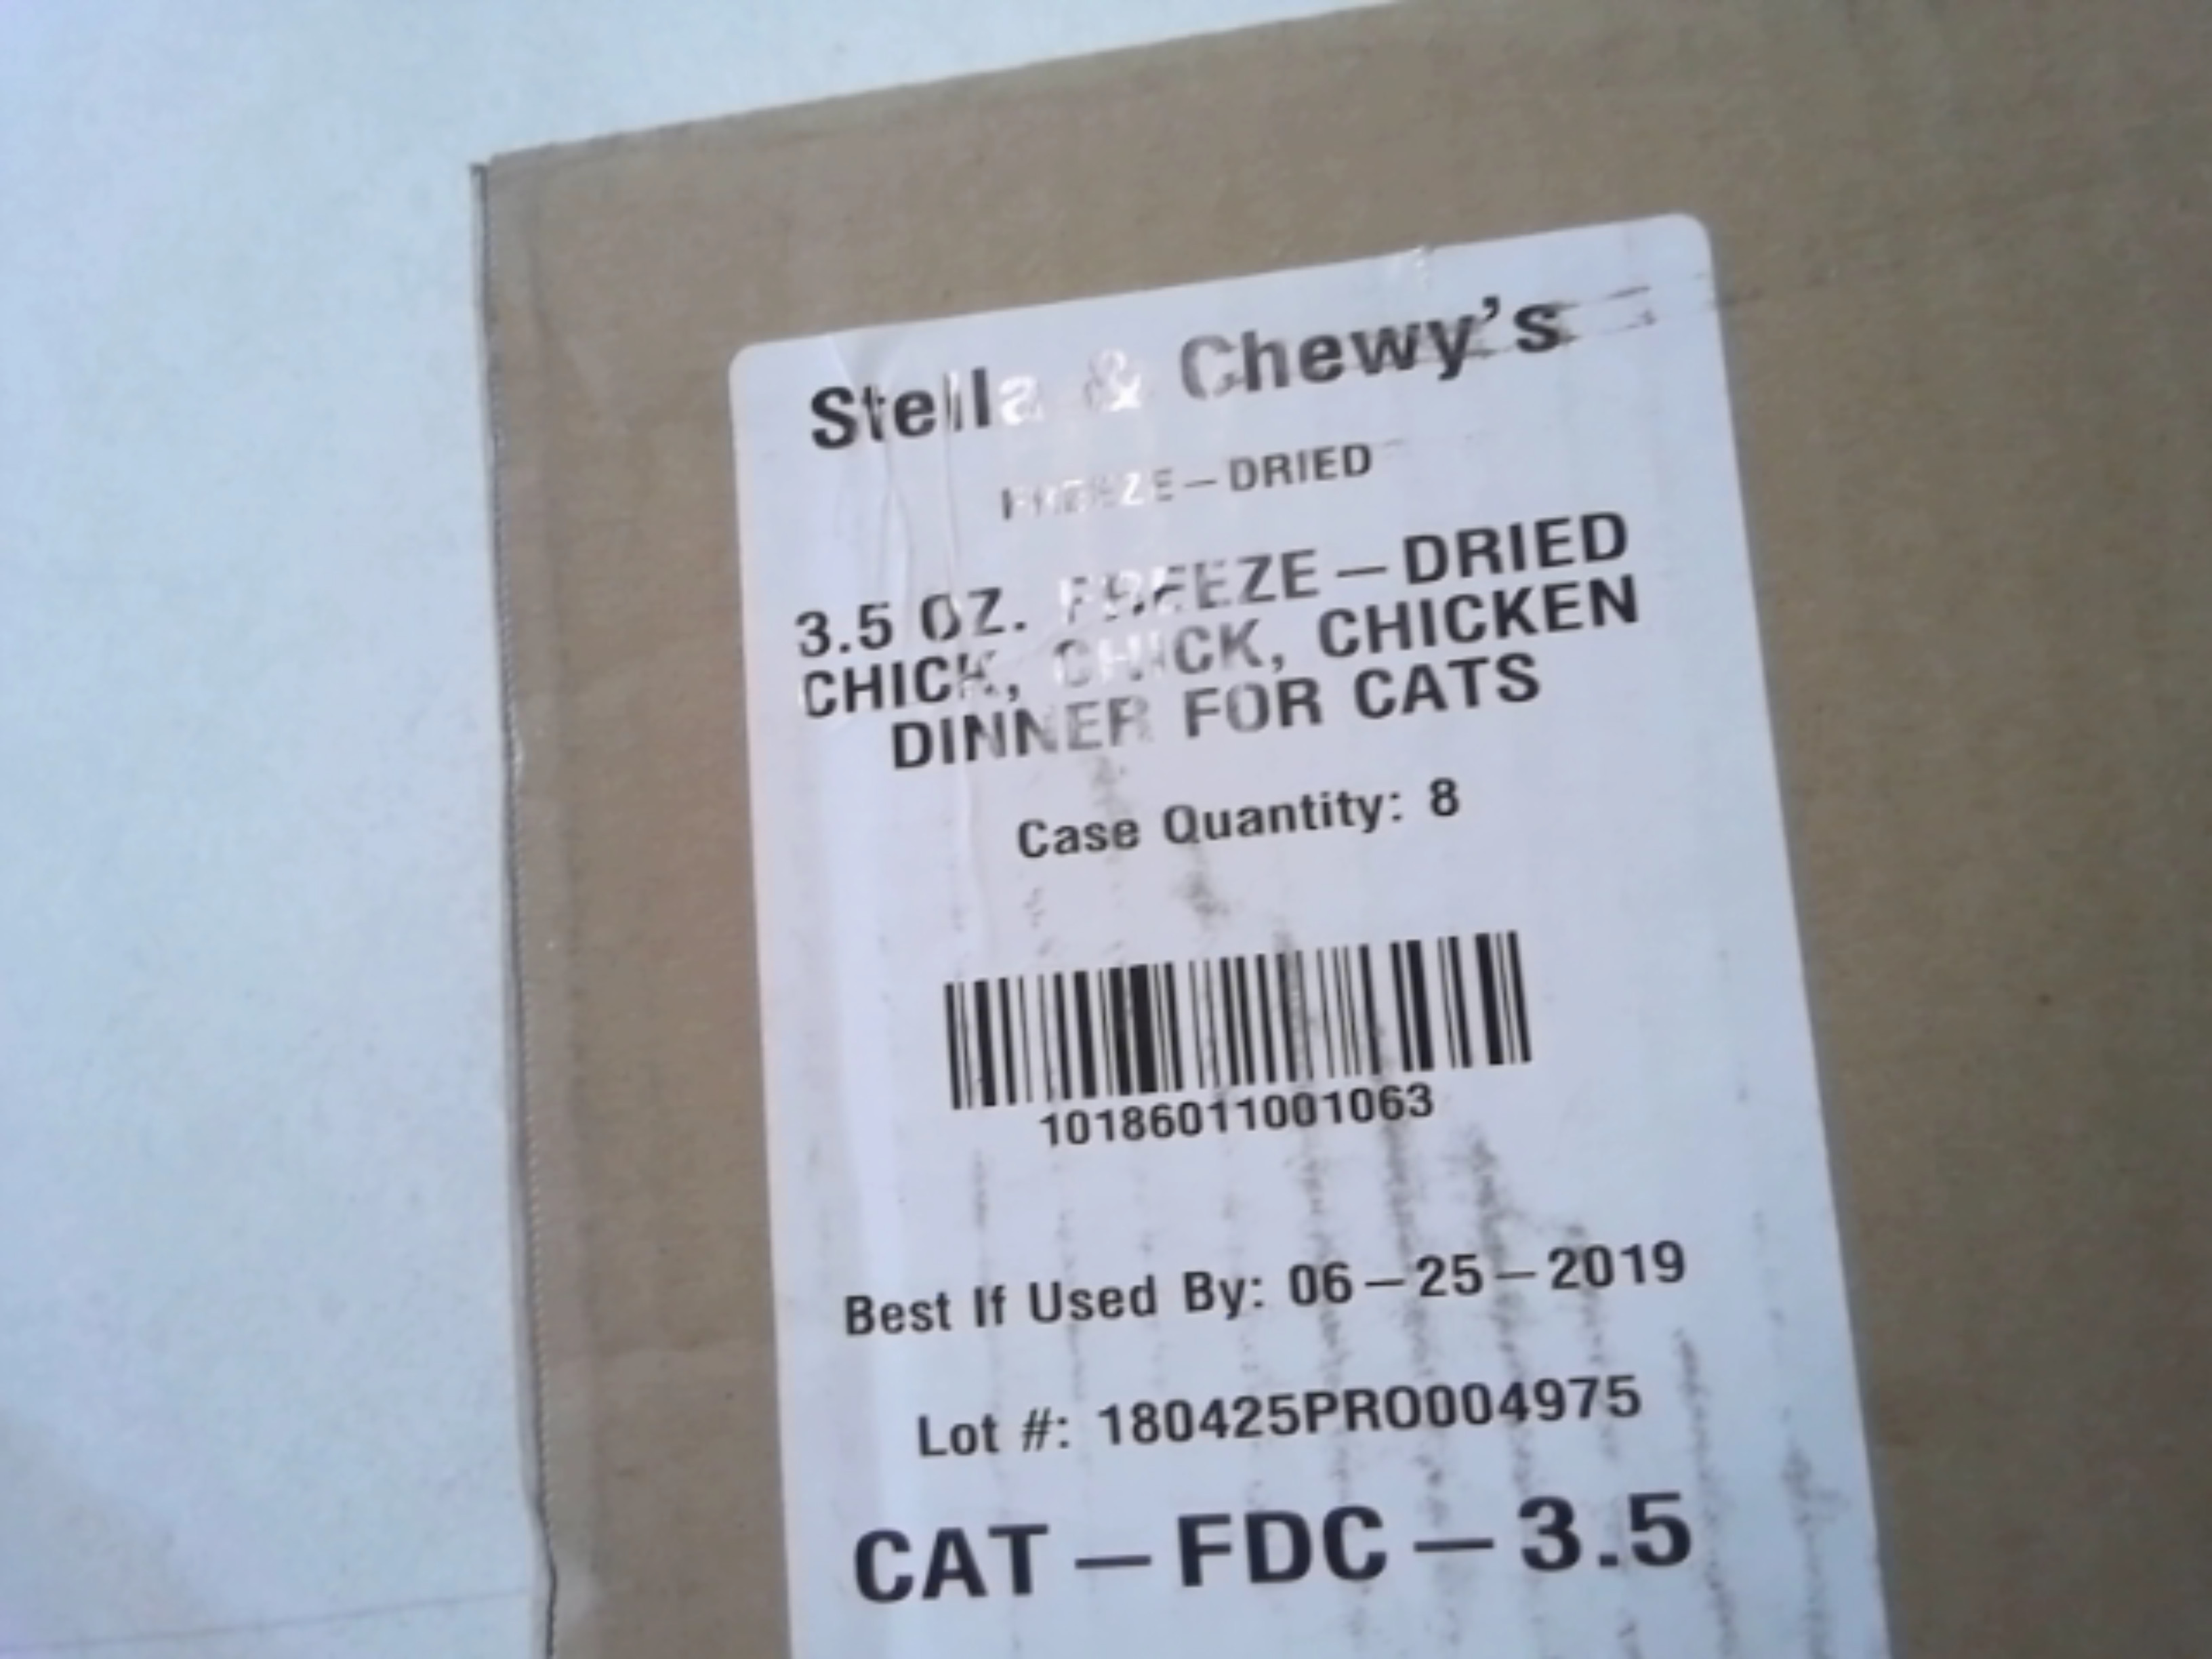 Stella & Chewy's
FREEZE-DRIED
3.5 OZ. FREEZE-DRIED
CHICK, CHICK, CHICKEN
DINNER FOR CATS
Case Quantity: 8
10186011001063
Best If Used By: 06-25-2019
Lot #: 180425PRO004975
CAT-FDC-3.5